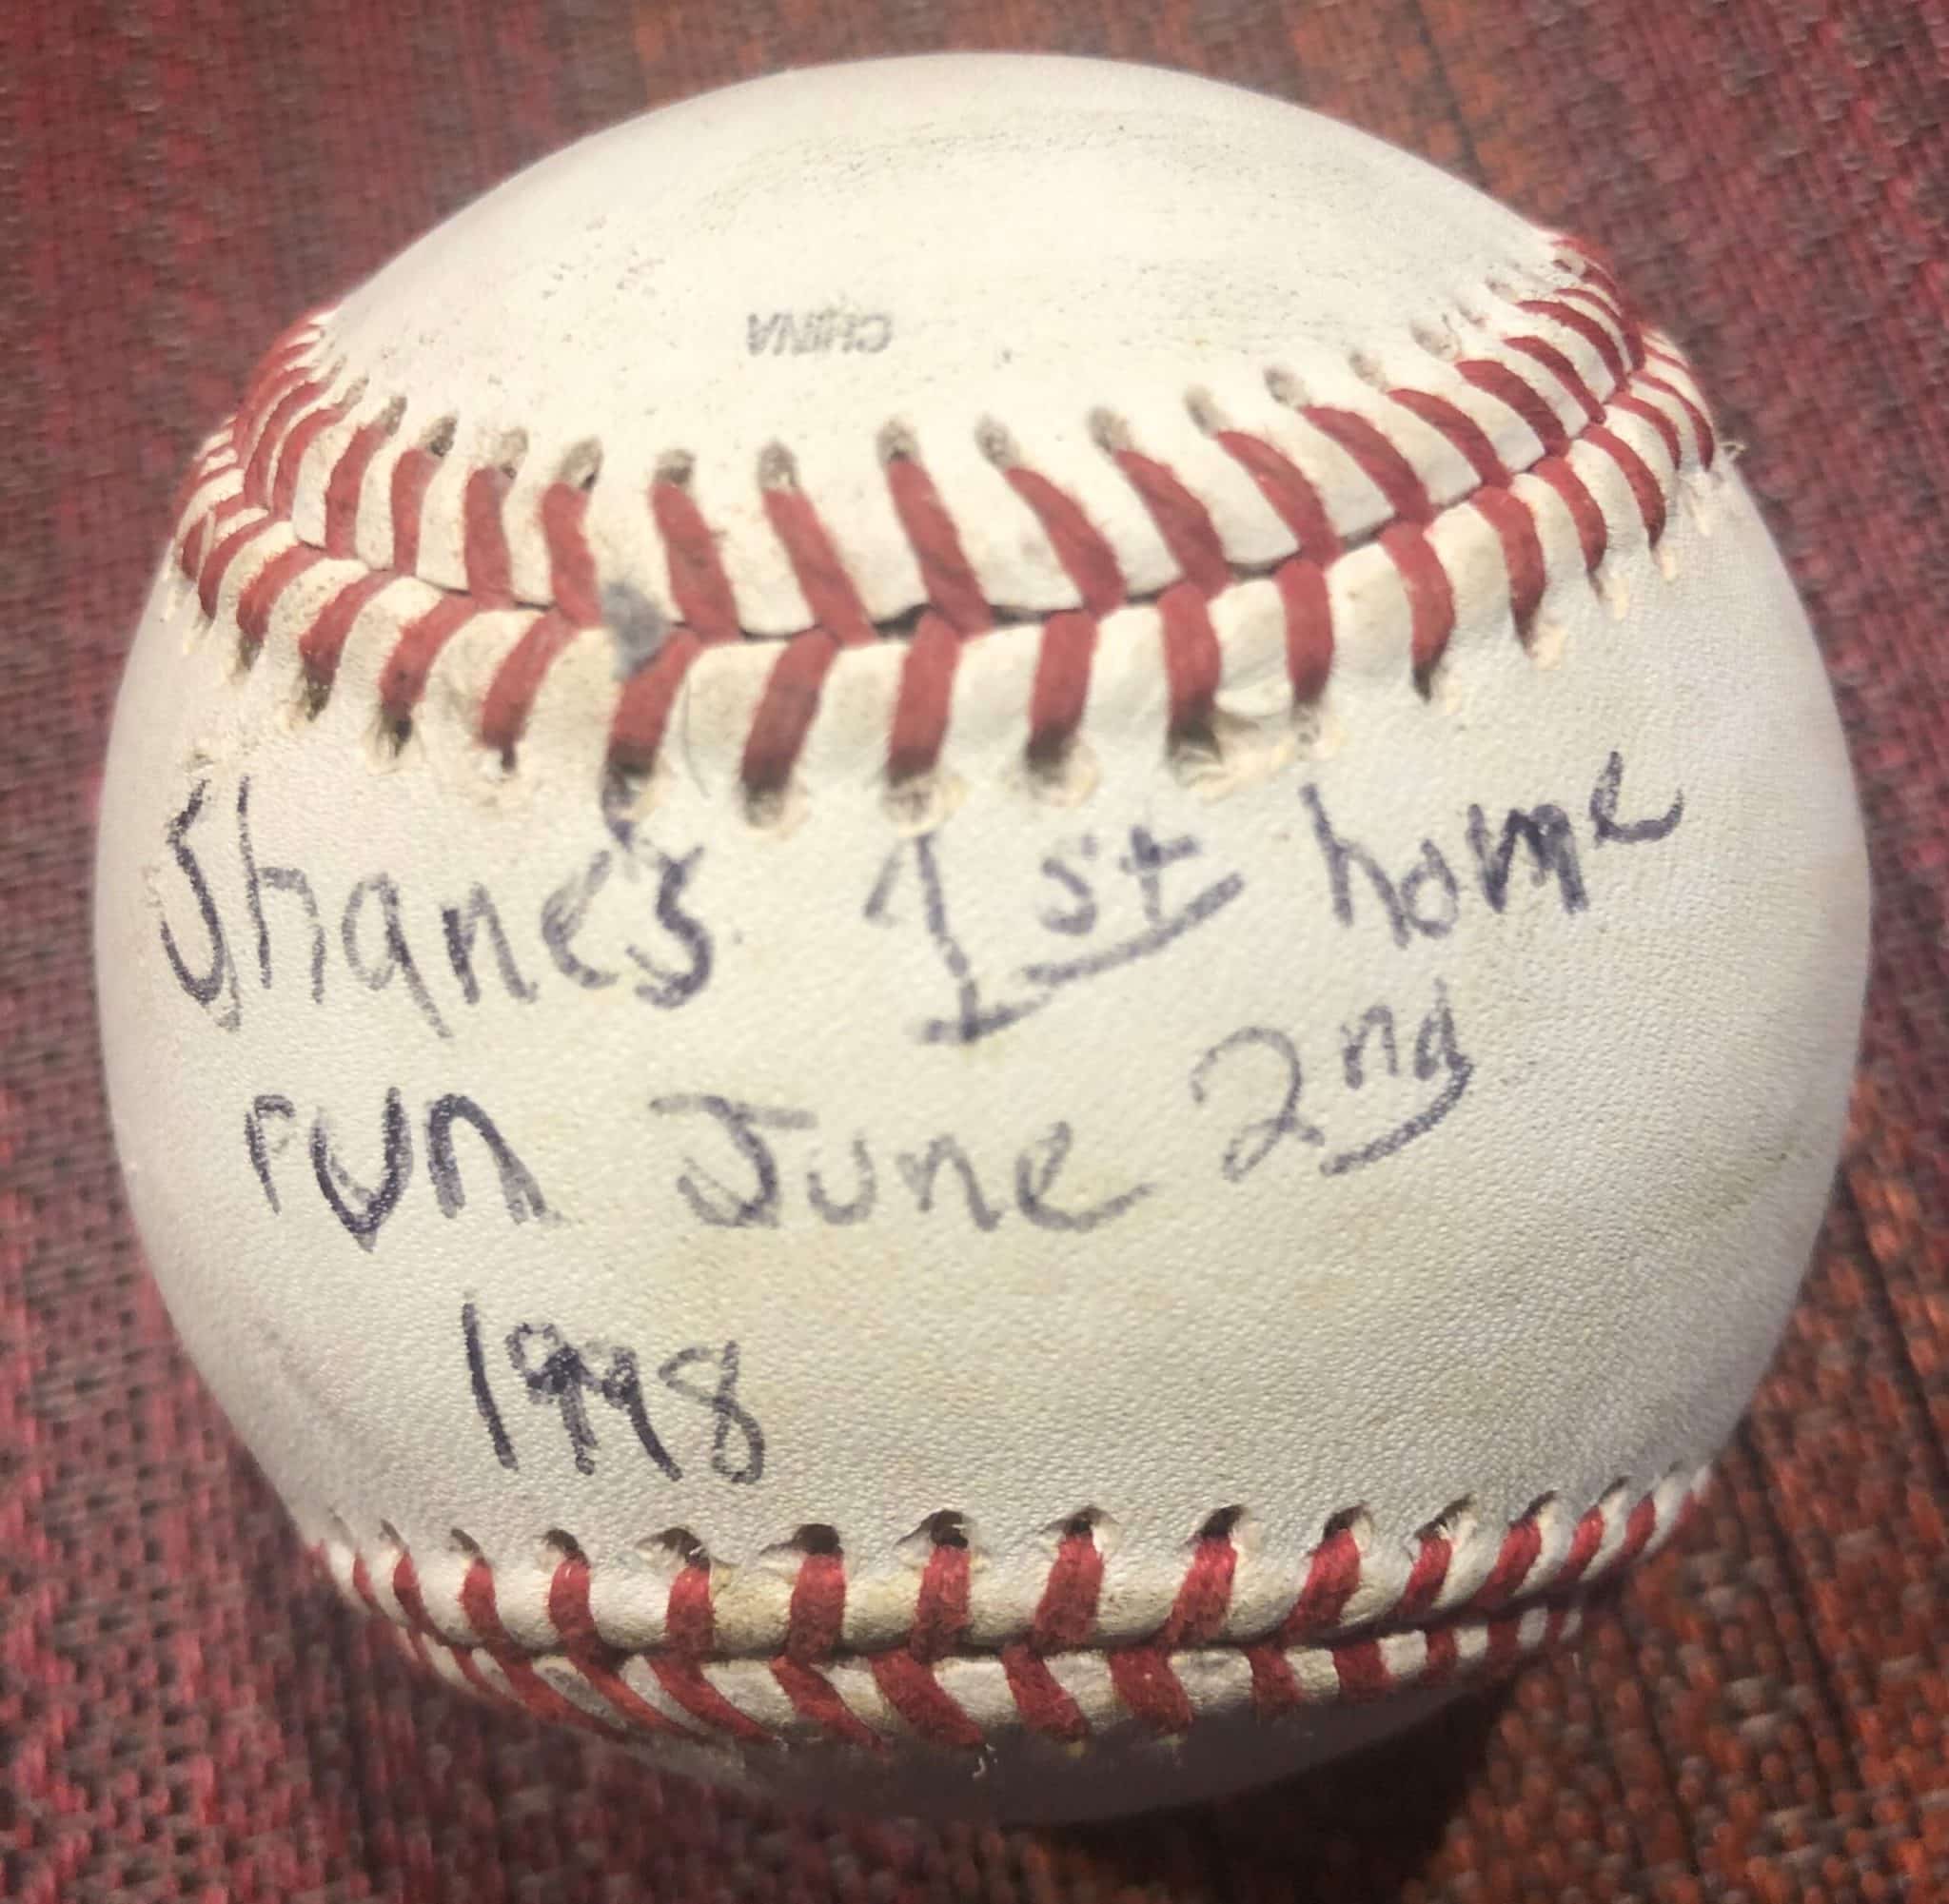 CHINA
Shane's 1st home
run June 2nd
1998